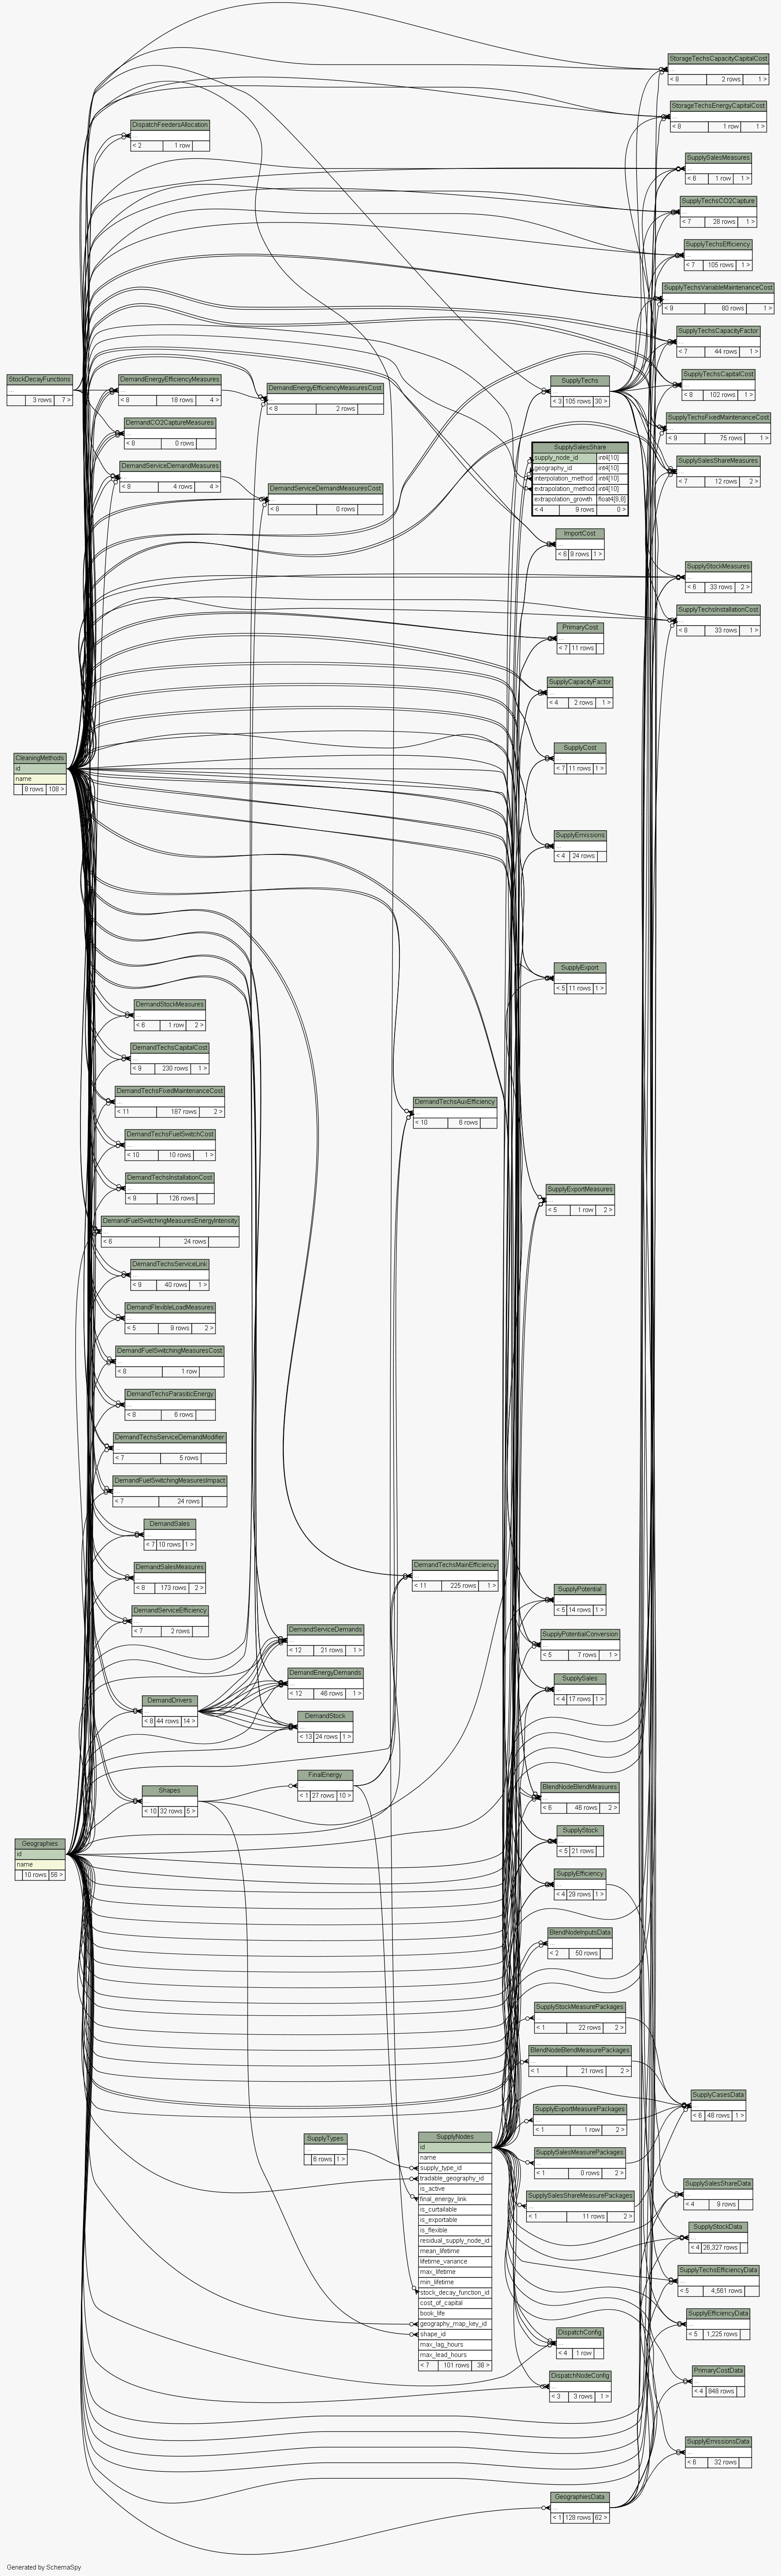 StorageTechsCapacityCapitalCost
...
< 8 2 rows 1 >
StorageTechsEnergyCapitalCost
...
< 8 1 row 1 >
DispatchFeedersAllocation
...
< 2 1 row
SupplySalesMeasures
...
< 6 1 row 1 >
SupplyTechsCO2Capture
...
< 7 28 rows 1 >
SupplyTechsEfficiency
...
< 7 105 rows 1 >
SupplyTechsVariableMaintenanceCost
...
< 9 80 rows 1 >
SupplyTechsCapacityFactor
...
< 7 44 rows 1 >
SupplyTechsCapitalCost
...
< 8 102 rows 1 >
StockDecayFunctions
...
3 rows 7 >
DemandEnergyEfficiencyMeasures
...
< 8 18 rows 4 >
DemandEnergyEfficiencyMeasuresCost
...
< 8 2 rows
SupplyTechs
...
< 3 105 rows 30 >
SupplyTechsFixedMaintenanceCost
...
< 9 75 rows 1 >
DemandCO2CaptureMeasures
...
< 8 0 rows
SupplySalesShare
supply_node_id int4[10]
geography_id int4[10]
interpolation_method int4[10]
extrapolation_method int4[10]
extrapolation_growth float4[8,8]
< 4 9 rows 0 >
SupplySalesShareMeasures
...
< 7 12 rows 2 >
DemandServiceDemandMeasures
...
< 8 4 rows 4 >
DemandServiceDemandMeasuresCost
...
< 8 0 rows
ImportCost
...
< 6 9 rows 1 >
SupplyStockMeasures
...
< 6 33 rows 2 >
SupplyTechsInstallationCost
...
< 8 33 rows 1 >
PrimaryCost
...
< 7 11 rows
SupplyCapacityFactor
...
< 4 2 rows 1 >
SupplyCost
...
< 7 11 rows 1 >
CleaningMethods
id
name
8 rows 108 >
SupplyEmissions
...
< 4 24 rows
SupplyExport
...
< 5 11 rows 1 >
DemandStockMeasures
...
< 6 1 row 2 >
DemandTechsCapitalCost
...
< 9 230 rows 1 >
DemandTechsFixedMaintenanceCost
...
< 11 187 rows 2 >
DemandTechsAuxEfficiency
...
< 10 8 rows
DemandTechsFuelSwitchCost
...
< 10 10 rows 1 >
DemandTechsInstallationCost
...
< 9 126 rows
SupplyExportMeasures
...
< 5 1 row 2 >
DemandFuelSwitchingMeasuresEnergyIntensity
...
< 6 24 rows
DemandTechsServiceLink
...
< 9 40 rows 1 >
DemandFlexibleLoadMeasures
...
< 5 9 rows 2 >
DemandFuelSwitchingMeasuresCost
...
< 8 1 row
DemandTechsParasiticEnergy
...
< 8 6 rows
DemandTechsServiceDemandModifier
...
< 7 5 rows
DemandFuelSwitchingMeasuresImpact
...
< 7 24 rows
DemandSales
...
< 7 10 rows 1 >
DemandSalesMeasures
...
< 8 173 rows 2 >
DemandTechsMainEfficiency
...
< 11 225 rows 1 >
SupplyPotential
...
< 5 14 rows 1 >
DemandServiceEfficiency
...
< 7 2 rows
DemandServiceDemands
...
< 12 21 rows 1 >
SupplyPotentialConversion
...
< 5 7 rows 1 >
DemandEnergyDemands
...
< 12 46 rows 1 >
SupplySales
...
< 4 17 rows 1 >
DemandDrivers
...
< 8 44 rows 14 >
DemandStock
...
< 13 24 rows 1 >
FinalEnergy
...
< 1 27 rows 10 >
Shapes
...
< 10 32 rows 5 >
BlendNodeBlendMeasures
...
< 6 46 rows 2 >
Geographies
id
name
10 rows 56 >
SupplyStock
...
< 5 21 rows
SupplyEfficiency
...
< 4 29 rows 1 >
BlendNodeInputsData
...
< 2 50 rows
SupplyStockMeasurePackages
...
< 1 22 rows 2 >
BlendNodeBlendMeasurePackages
...
< 1 21 rows 2 >
SupplyCasesData
...
< 6 48 rows 1 >
SupplyExportMeasurePackages
...
< 1 1 row 2 >
SupplyTypes
...
6 rows 1 >
SupplySalesMeasurePackages
...
< 1 0 rows 2 >
SupplySalesShareMeasurePackages
...
< 1 11 rows 2 >
SupplyNodes
id
name
supply_type_id
tradable_geography_id
is_active
final_energy_link
is_curtailable
is_exportable
is_flexible
residual_supply_node_id
mean_lifetime
lifetime_variance
max_lifetime
min_lifetime
stock_decay_function_id
cost_of_capital
book_life
geography_map_key_id
shape_id
max_lag_hours
max_lead_hours
< 7 101 rows 38 >
SupplySalesShareData
...
< 4 9 rows
SupplyStockData
...
< 4 26,327 rows
SupplyTechsEfficiencyData
...
< 5 4,561 rows
SupplyEfficiencyData
...
< 5 1,225 rows
DispatchConfig
...
< 4 1 row
DispatchNodeConfig
...
< 3 3 rows 1 >
PrimaryCostData
...
< 4 848 rows
SupplyEmissionsData
...
< 6 32 rows
GeographiesData
...
< 1 128 rows 62 >
Generated by SchemaSpy